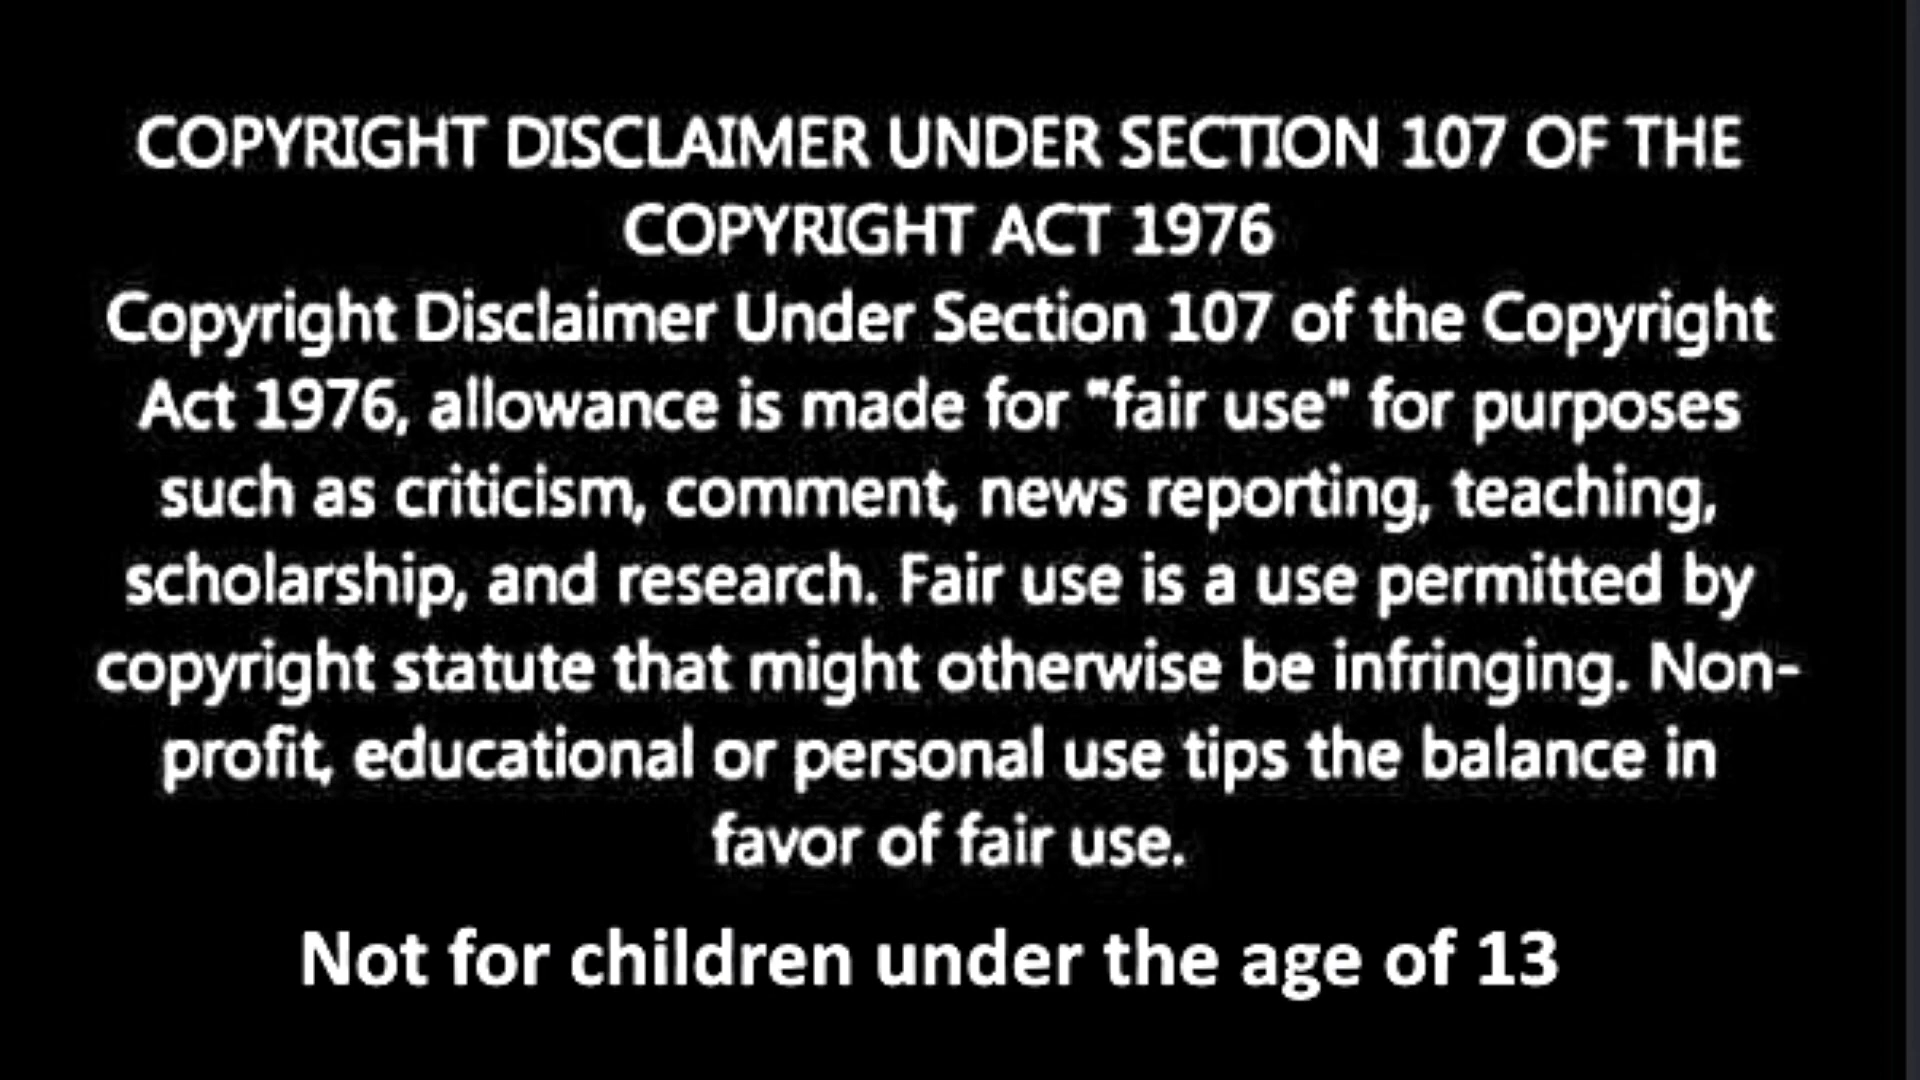 COPYRIGHT DISCLAIMER UNDER SECTION 107 OF THE
COPYRIGHT ACT 1976
Copyright Disclaimer Under Section 107 of the Copyright
Act 1976, allowance is made for "fair use" for purposes
such as criticism, comment, news reporting, teaching,
scholarship, and research. Fair use is a use permitted by
copyright statute that might otherwise be infringing. Non-
profit, educational or personal use tips the balance in
favor of fair use.
Not for children under the age of 13